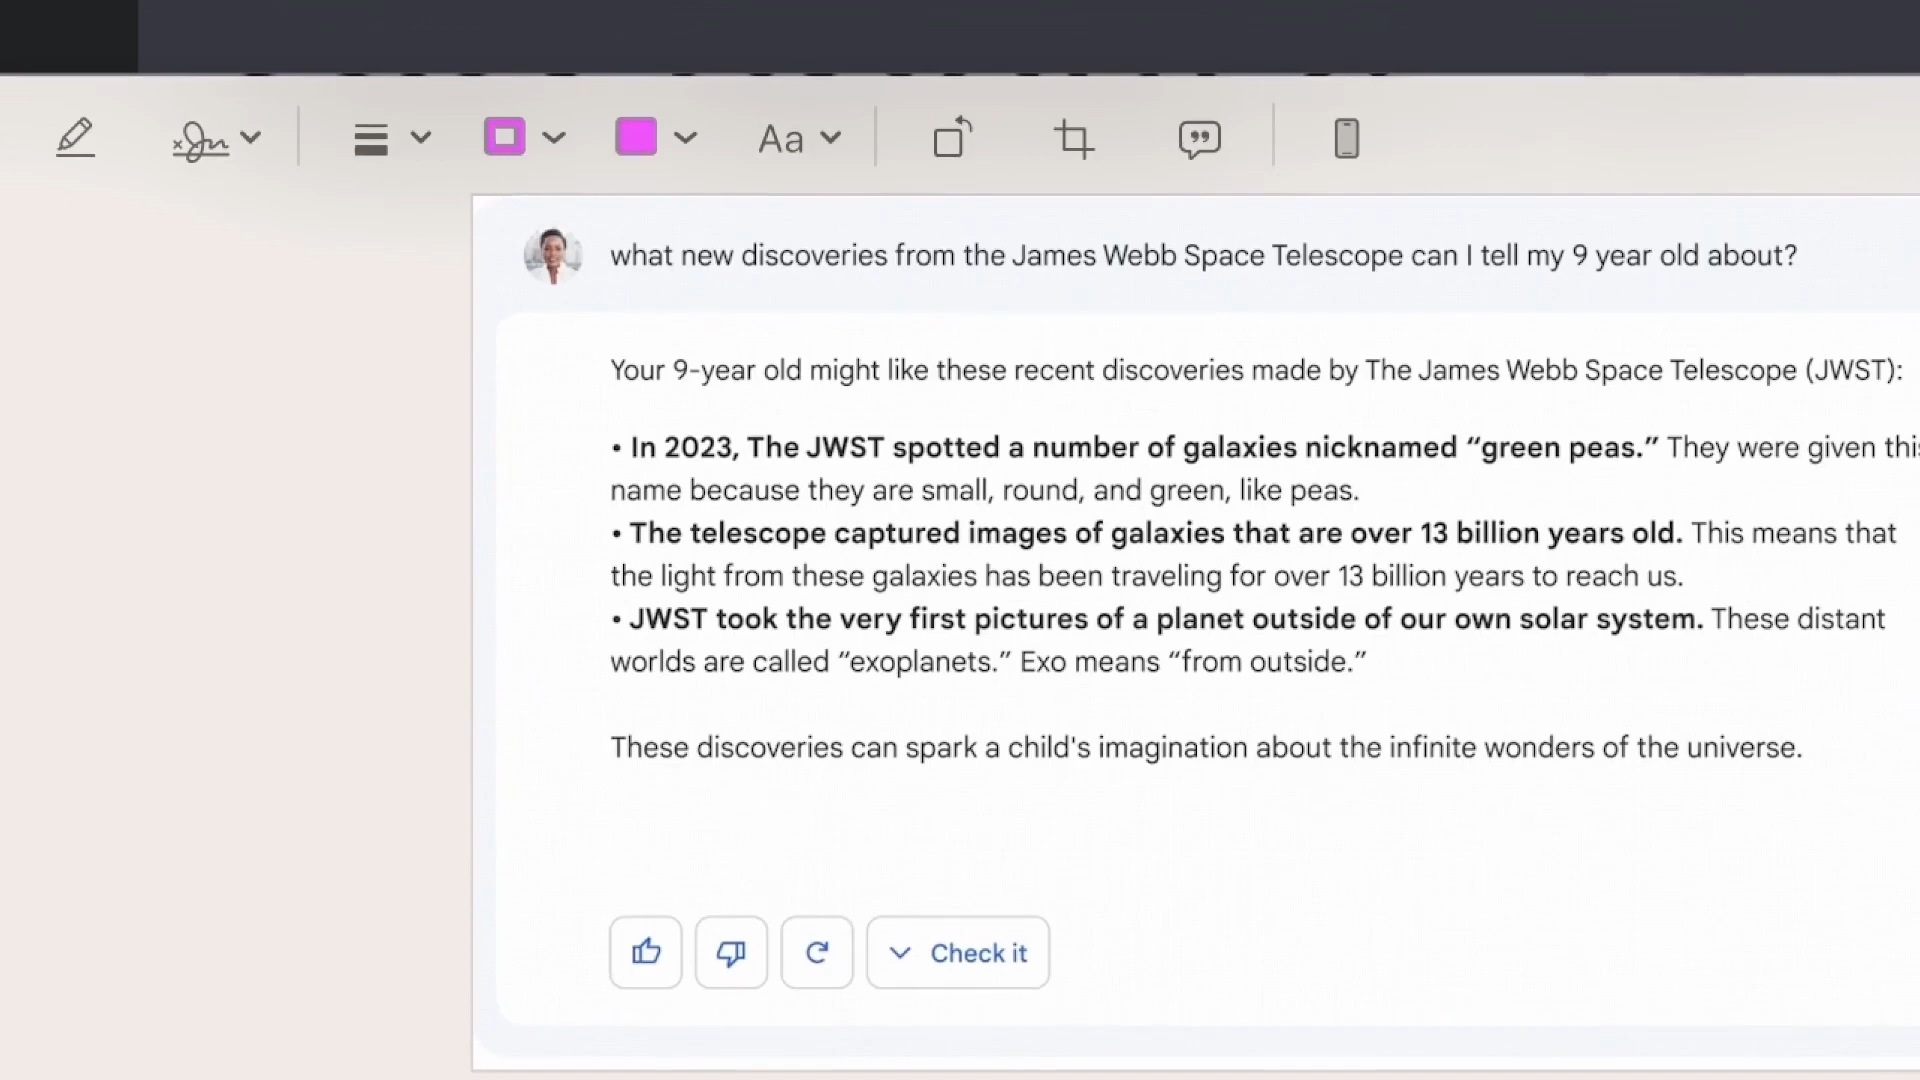 Aa
what new discoveries from the James Webb Space Telescope can I tell my 9 year old about?
Your 9-year old might like these recent discoveries made by The James Webb Space Telescope (JWST):
• In 2023, The JWST spotted a number of galaxies nicknamed “green peas.” They were given this
name because they are small, round, and green, like peas.
• The telescope captured images of galaxies that are over 13 billion years old. This means that
the light from these galaxies has been traveling for over 13 billion years to reach us.
• JWST took the very first pictures of a planet outside of our own solar system. These distant
worlds are called “exoplanets.” Exo means “from outside.”
These discoveries can spark a child's imagination about the infinite wonders of the universe.
Check it